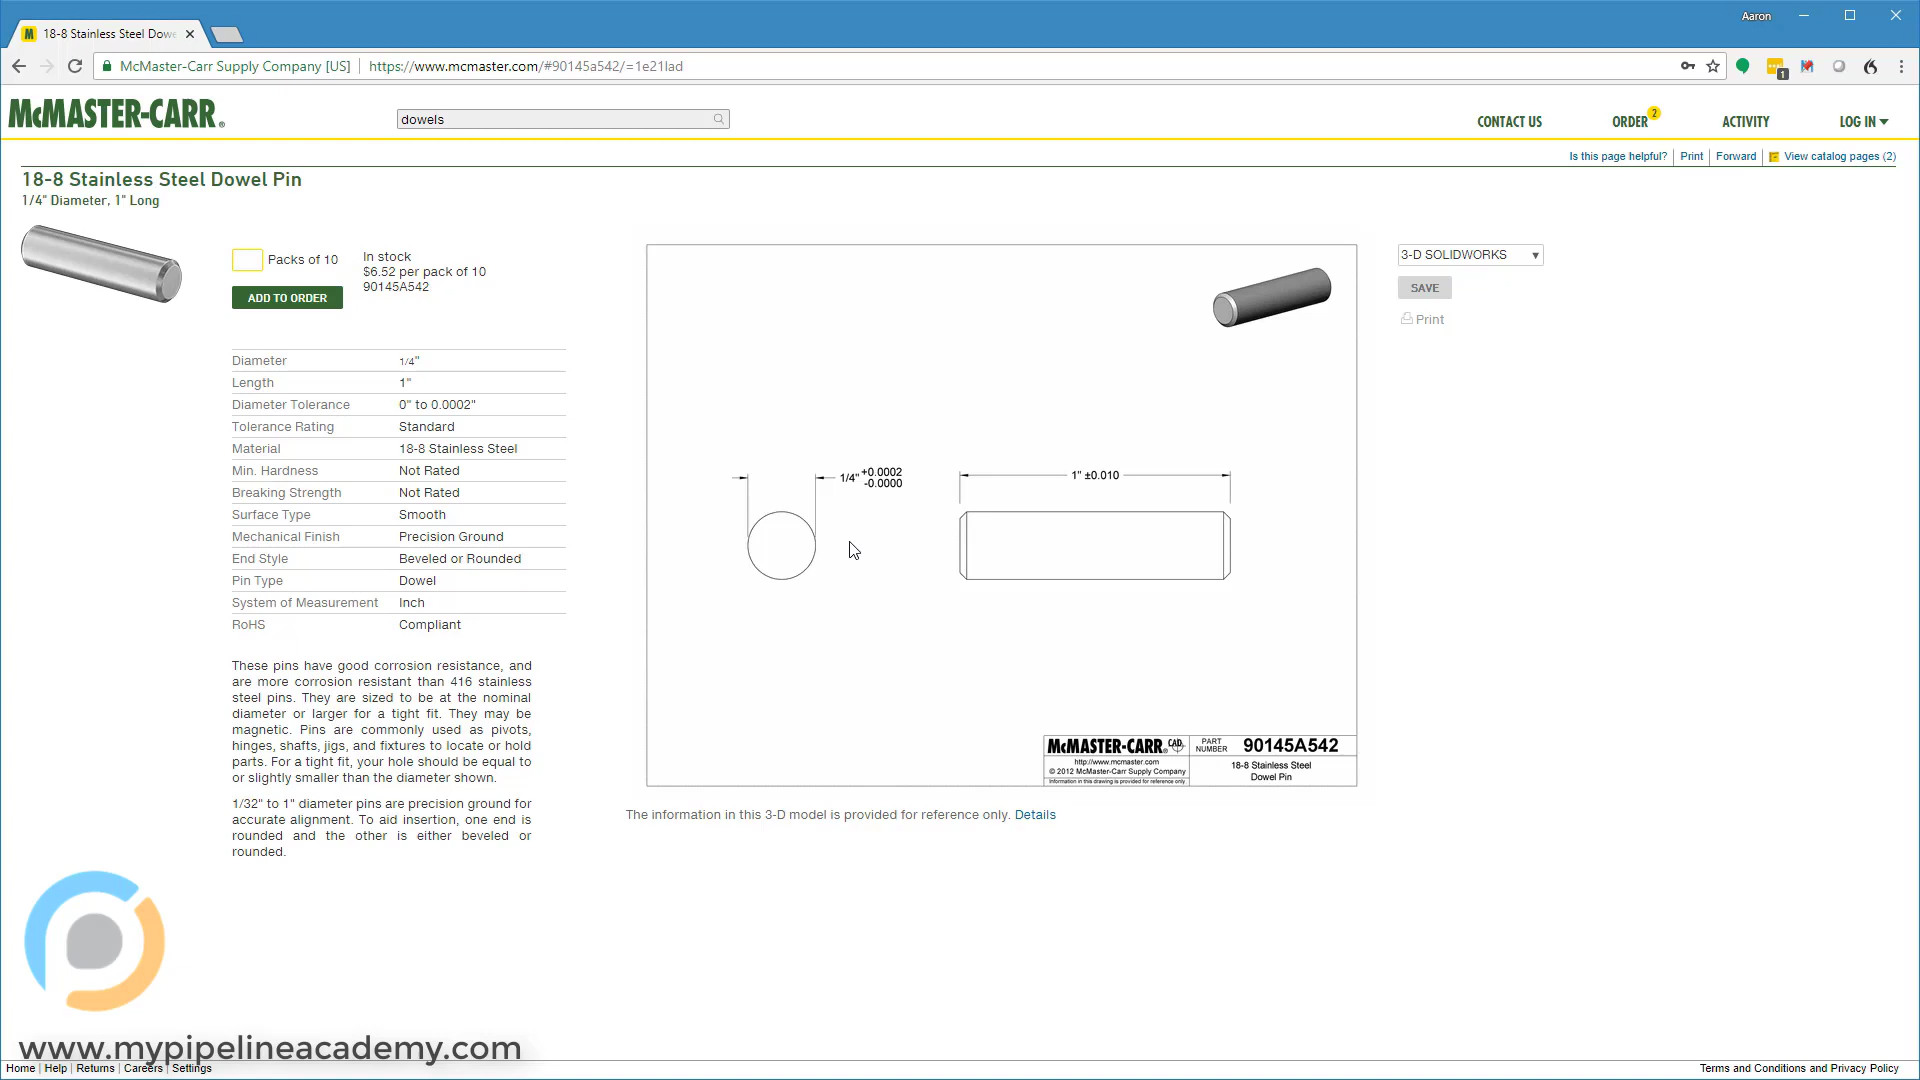 Aaron
M 18-8 Stainless Steel Dowe
McMaster-Carr Supply Company [US] https://www.mcmaster.com/#90145a542/=1e21lad
1
McMASTER-CARR®
dowels
CONTACT US
ORDER 2
ACTIVITY
LOG IN
Is this page helpful? Print Forward View catalog pages (2)
18-8 Stainless Steel Dowel Pin
1/4" Diameter, 1" Long
Packs of 10
ADD TO ORDER
In stock
$6.52 per pack of 10
90145A542
3-D SOLIDWORKS
SAVE
Print
Diameter 1/4"
Length 1"
Diameter Tolerance 0" to 0.0002"
Tolerance Rating Standard
Material 18-8 Stainless Steel
Min. Hardness Not Rated
Breaking Strength Not Rated
Surface Type Smooth
Mechanical Finish Precision Ground
End Style Beveled or Rounded
Pin Type Dowel
System of Measurement Inch
RoHS Compliant
1/4" +0.0002
-0.0000
1" ±0.010
These pins have good corrosion resistance, and
are more corrosion resistant than 416 stainless
steel pins. They are sized to be at the nominal
diameter or larger for a tight fit. They may be
magnetic. Pins are commonly used as pivots,
hinges, shafts, jigs, and fixtures to locate or hold
parts. For a tight fit, your hole should be equal to
or slightly smaller than the diameter shown.
1/32" to 1" diameter pins are precision ground for
accurate alignment. To aid insertion, one end is
rounded and the other is either beveled or
rounded.
McMASTER-CARR® CAD
http://www.mcmaster.com
© 2012 McMaster-Carr Supply Company
Information in this drawing is provided for reference only.
PART
NUMBER
90145A542
18-8 Stainless Steel
Dowel Pin
The information in this 3-D model is provided for reference only. Details
www.mypipelineacademy.com
Home | Help | Returns | Careers | Settings
Terms and Conditions and Privacy Policy